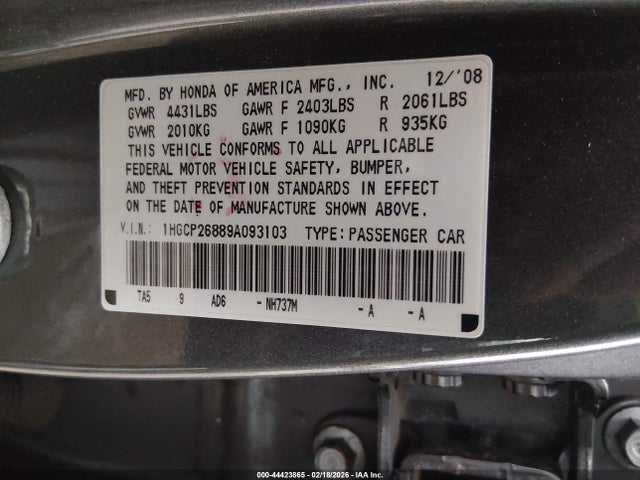 MFD. BY HONDA OF AMERICA MFG., INC. 12/'08
GVWR 4431LBS GAWR F 2403LBS R 2061LBS
GVWR 2010KG GAWR F 1090KG R 935KG
THIS VEHICLE CONFORMS TO ALL APPLICABLE
FEDERAL MOTOR VEHICLE SAFETY, BUMPER,
AND THEFT PREVENTION STANDARDS IN EFFECT
ON THE DATE OF MANUFACTURE SHOWN ABOVE.
V.I.N.: 1HGCP26889A093103 TYPE:PASSENGER CAR
TA5 9 AD6 - NH737M - A - A
000-44423865 - 02/18/2026 - IAA Inc.